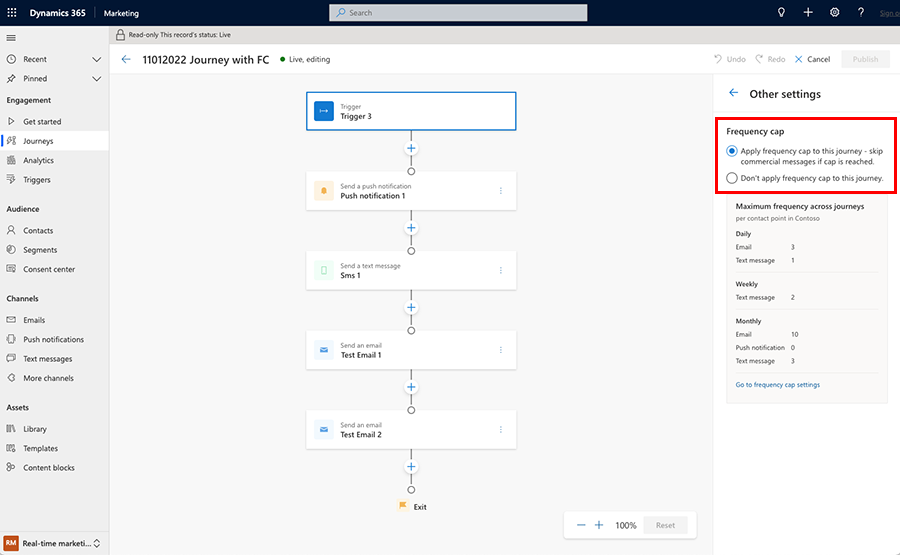 Dynamics 365
Marketing
Search
Read-only This record's status: Live
11012022 Journey with FC
Live, editing
Undo
Redo
Cancel
Publish
Recent
Pinned
Engagement
Get started
Journeys
Analytics
Triggers
Audience
Contacts
Segments
Consent center
Channels
Emails
Push notifications
Text messages
More channels
Assets
Library
Templates
Content blocks
RM Real-time marketi...
Trigger
Trigger 3
Send a push notification
Push notification 1
Send a text message
Sms 1
Send an email
Test Email 1
Send an email
Test Email 2
Exit
100%
Reset
Other settings
Frequency cap
Apply frequency cap to this journey - skip
commercial messages if cap is reached.
Don't apply frequency cap to this journey.
Maximum frequency across journeys
per contact point in Contoso
Daily
Email 3
Text message 1
Weekly
Text message 2
Monthly
Email 10
Push notification 0
Text message 3
Go to frequency cap settings